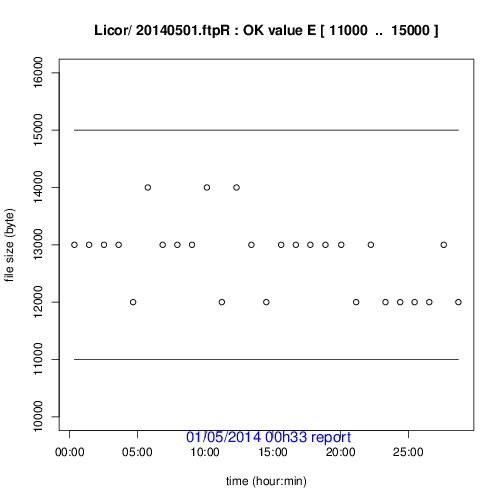 Licor/ 20140501.ftpR : OK value E [ 11000 .. 15000 ]
file size (byte)
16000
15000
14000
13000
12000
11000
10000
01/05/2014 00h33 report
00:00 05:00 10:00 15:00 20:00 25:00
time (hour:min)